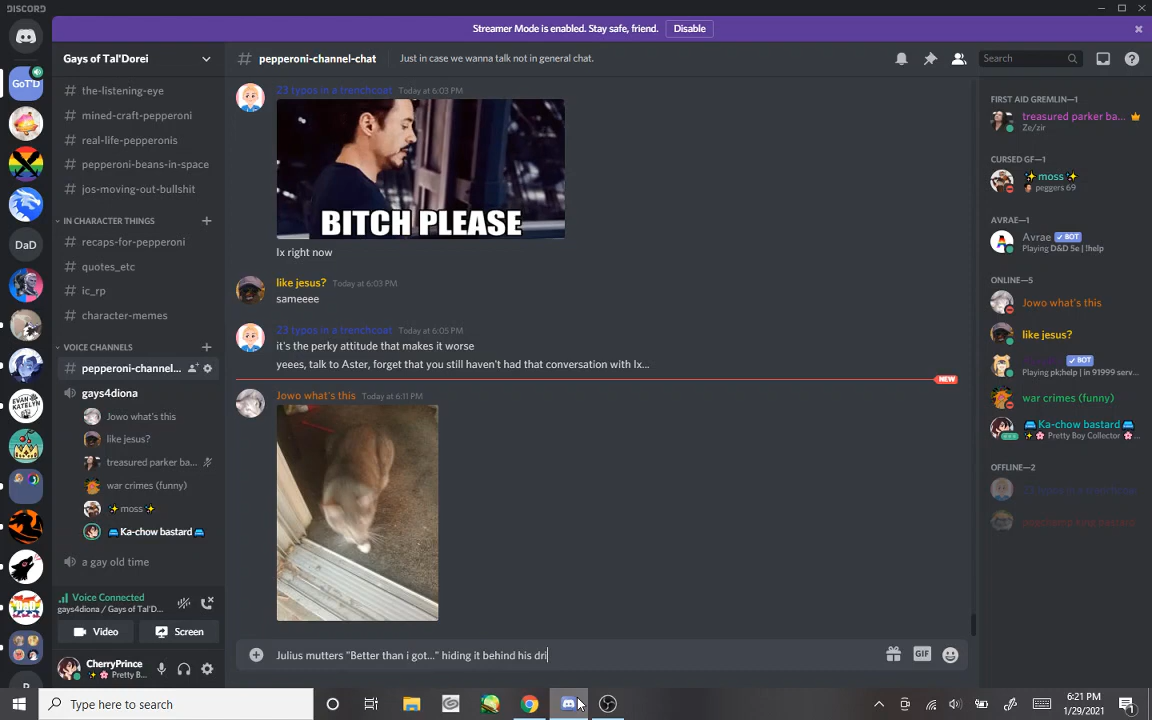 DISCORD
Streamer Mode is enabled. Stay safe, friend. Disable
Gays of Tal'Dorei
# pepperoni-channel-chat Just in case we wanna talk not in general chat.
Search
GoT'D
DaD
EVAN
KATELYN
# the-listening-eye
# mined-craft-pepperoni
# real-life-pepperonis
# pepperoni-beans-in-space
# jos-moving-out-bullshit
IN CHARACTER THINGS
# recaps-for-pepperoni
# quotes_etc
# ic_rp
# character-memes
VOICE CHANNELS
# pepperoni-channel...
gays4diona
Jowo what's this
like jesus?
treasured parker ba...
war crimes (funny)
✨ moss ✨
Ka-chow bastard
a gay old time
Voice Connected
gays4diona / Gays of Tal'D...
Video Screen
CherryPrince
✨🌸 Pretty B...
23 typos in a trenchcoat Today at 6:03 PM
BITCH PLEASE
Ix right now
like jesus? Today at 6:03 PM
sameeee
23 typos in a trenchcoat Today at 6:05 PM
it's the perky attitude that makes it worse
yeees, talk to Aster, forget that you still haven't had that conversation with Ix...
NEW
Jowo what's this Today at 6:11 PM
Julius mutters "Better than i got..." hiding it behind his dri
GIF
FIRST AID GREMLIN—1
treasured parker ba...
Ze/zir
CURSED GF—1
✨ moss ✨
peggers 69
AVRAE—1
Avrae ✓ BOT
Playing D&D 5e | !help
ONLINE—5
Jowo what's this
like jesus?
BOT
Playing pk;help | in 91999 serv...
war crimes (funny)
Ka-chow bastard
✨🌸 Pretty Boy Collector 🌸...
OFFLINE—2
Type here to search
6:21 PM
1/29/2021
1